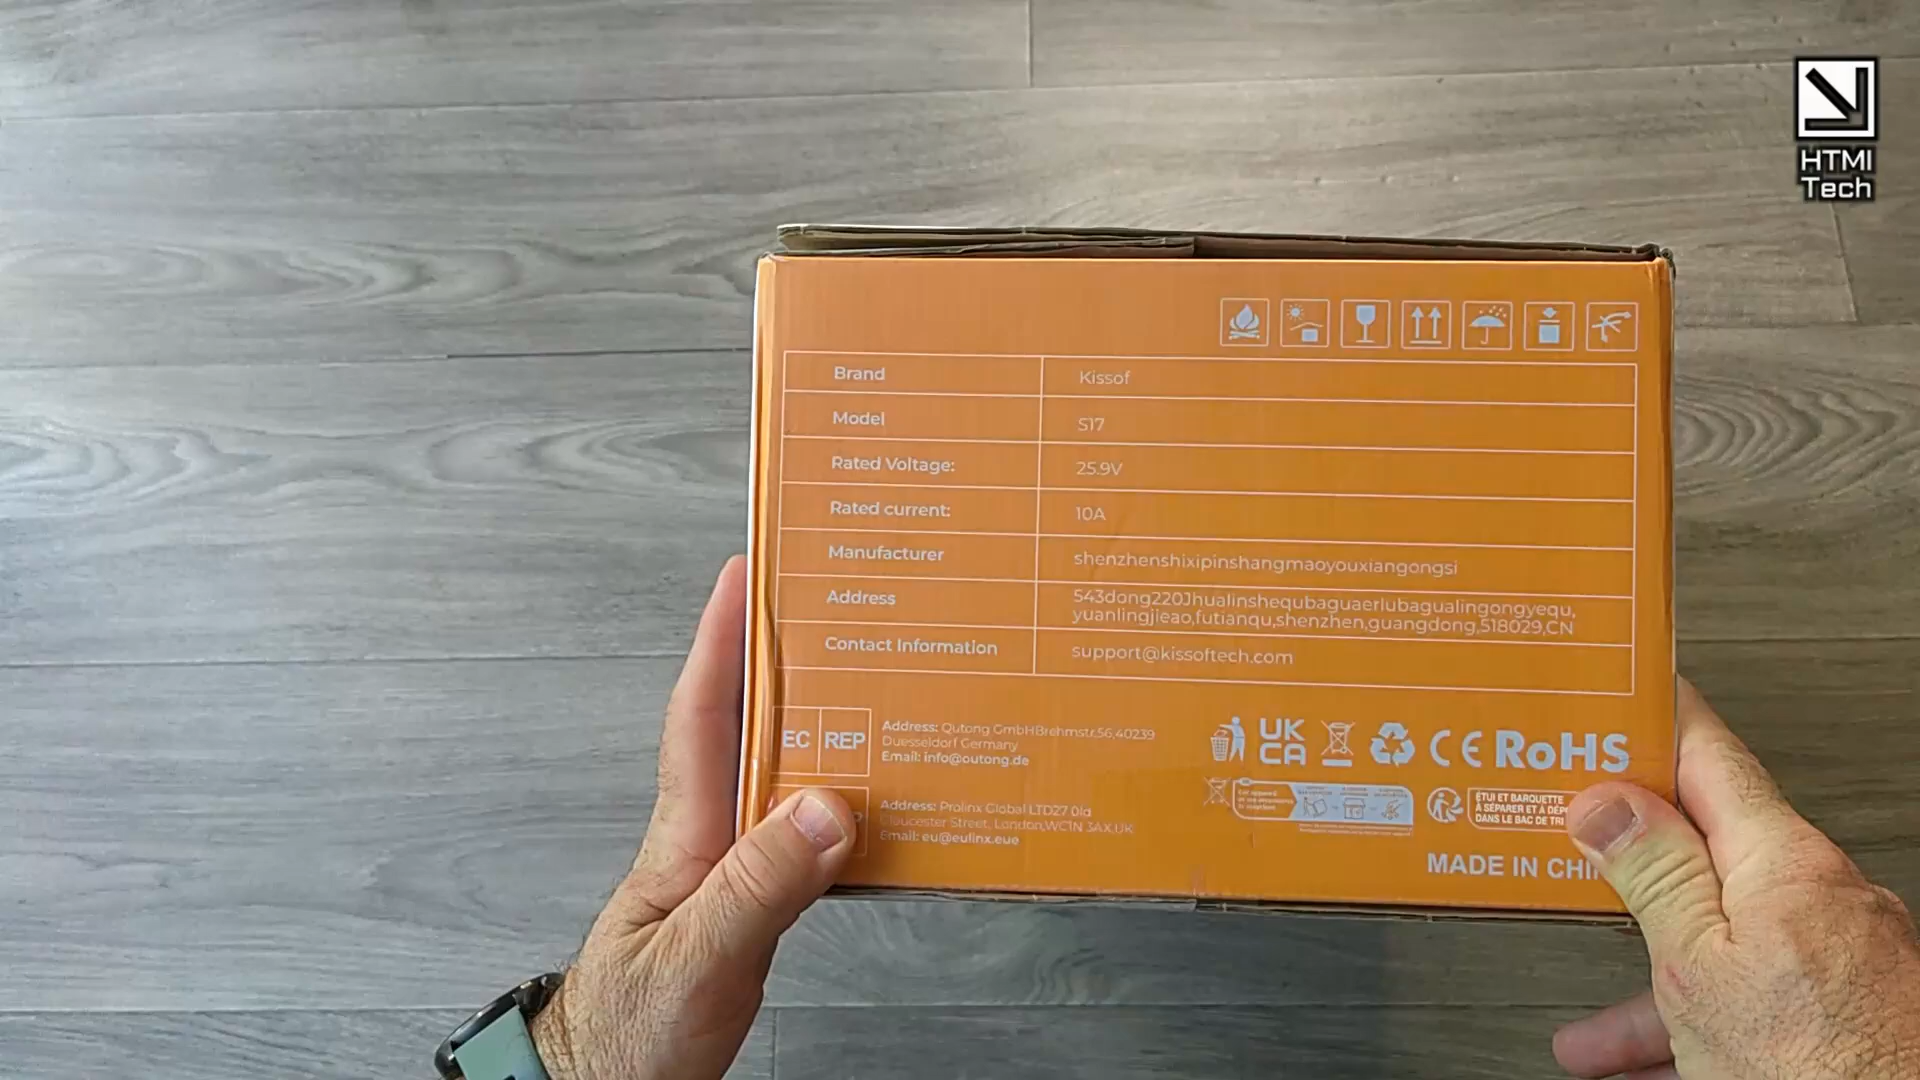 HTMI
Tech
Brand Kissof
Model S17
Rated Voltage: 25.9V
Rated current: 10A
Manufacturer shenzhenshixipinshangmaoyouxiangongsi
Address 543dong220Jhualinshequbaguaerlubagualingongyequ,
yuanlingjieao,futianqu,shenzhen,guangdong,518029,CN
Contact Information support@kissoftech.com
EC REP
Address: Qutong GmbHBrehmstr.56,40239
Duesseldorf Germany
Email: info@outong.de
UK
CA
CE RoHS
Address: Prolinx Global LTD27 Old
Gloucester Street, London,WC1N 3AX.UK
Email: eu@eulinx.eue
ÉTUI ET BARQUETTE
À SÉPARER ET À
DANS LE BAC DE TRI
MADE IN